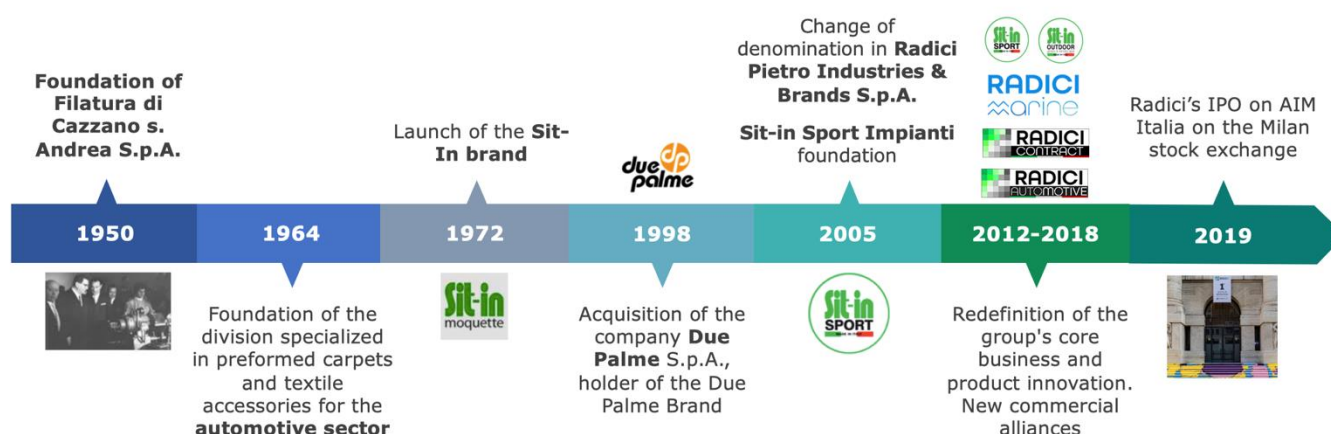 Foundation of
Filatura di
Cazzano s.
Andrea S.p.A.
1950
1964
Foundation of the
division specialized
in preformed carpets
and textile
accessories for the
automotive sector
Launch of the Sit-
In brand
1972
Sit-in
moquette
due dp
palme
1998
Acquisition of the
company Due
Palme S.p.A.,
holder of the Due
Palme Brand
Change of
denomination in Radici
Pietro Industries &
Brands S.p.A.
Sit-in Sport Impianti
foundation
2005
Sit-in
SPORT
Sit-in
SPORT
Sit-in
OUTDOOR
RADICI
marine
RADICI
CONTRACT
RADICI
AUTOMOTIVE
2012-2018
Redefinition of the
group's core
business and
product innovation.
New commercial
alliances
Radici's IPO on AIM
Italia on the Milan
stock exchange
2019